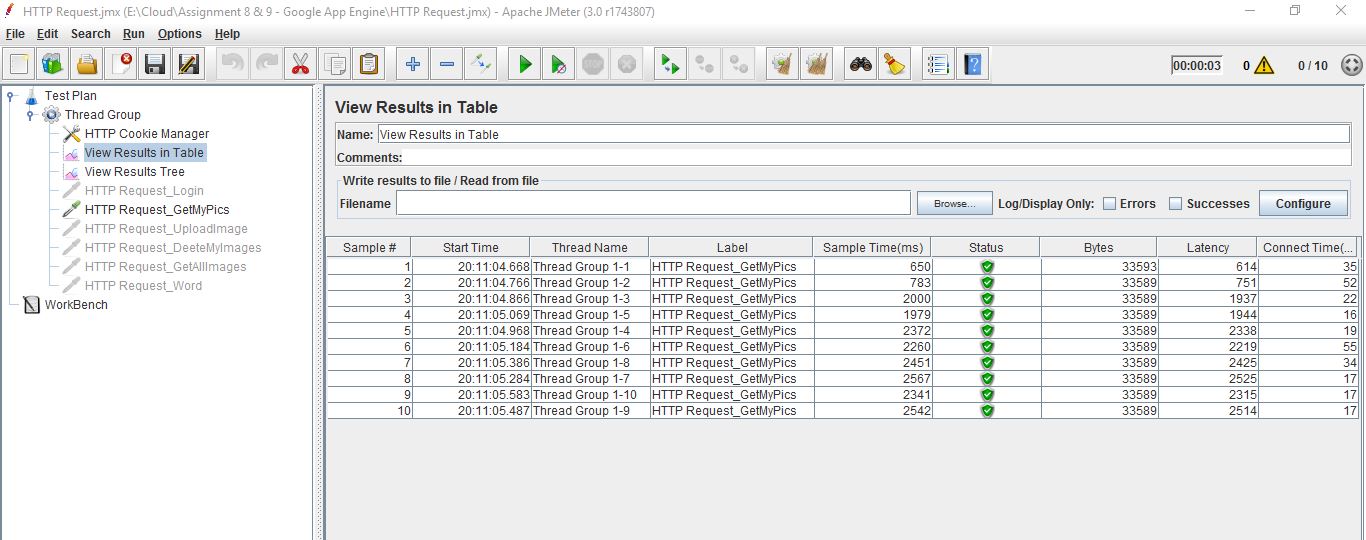 HTTP Request.jmx (E:\Cloud\Assignment 8 & 9 - Google App Engine\HTTP Request.jmx) - Apache JMeter (3.0 r1743807)
File Edit Search Run Options Help
00:00:03 0 0 / 10
Test Plan
Thread Group
HTTP Cookie Manager
View Results in Table
View Results Tree
HTTP Request_Login
HTTP Request_GetMyPics
HTTP Request_UploadImage
HTTP Request_DeeteMyImages
HTTP Request_GetAllImages
HTTP Request_Word
WorkBench
View Results in Table
Name: View Results in Table
Comments:
Write results to file / Read from file
Filename Browse... Log/Display Only: Errors Successes Configure
Sample # Start Time Thread Name Label Sample Time(ms) Status Bytes Latency Connect Time(...
1 20:11:04.668 Thread Group 1-1 HTTP Request_GetMyPics 650 33593 614 35
2 20:11:04.766 Thread Group 1-2 HTTP Request_GetMyPics 783 33589 751 52
3 20:11:04.866 Thread Group 1-3 HTTP Request_GetMyPics 2000 33589 1937 22
4 20:11:05.069 Thread Group 1-5 HTTP Request_GetMyPics 1979 33589 1944 16
5 20:11:04.968 Thread Group 1-4 HTTP Request_GetMyPics 2372 33589 2338 19
6 20:11:05.184 Thread Group 1-6 HTTP Request_GetMyPics 2260 33589 2219 55
7 20:11:05.386 Thread Group 1-8 HTTP Request_GetMyPics 2451 33589 2425 34
8 20:11:05.284 Thread Group 1-7 HTTP Request_GetMyPics 2567 33589 2525 17
9 20:11:05.583 Thread Group 1-10 HTTP Request_GetMyPics 2341 33589 2315 17
10 20:11:05.487 Thread Group 1-9 HTTP Request_GetMyPics 2542 33589 2514 17